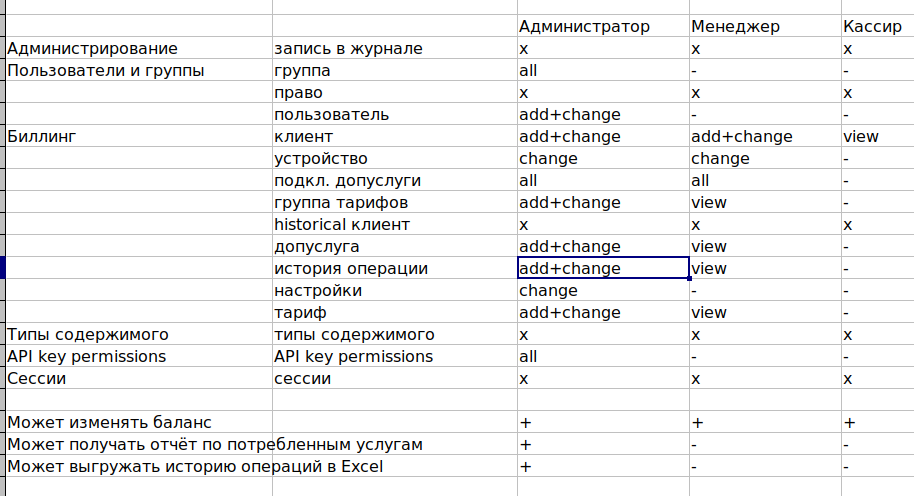 Администратор Менеджер Кассир
Администрирование запись в журнале x x x
Пользователи и группы группа all - -
право x x x
пользователь add+change - -
Биллинг клиент add+change add+change view
устройство change change -
подкл. допуслуги all all -
группа тарифов add+change view -
historical клиент x x x
допуслуга add+change view -
история операции add+change view -
настройки change - -
тариф add+change view -
Типы содержимого типы содержимого x x x
API key permissions API key permissions all - -
Сессии сессии x x x
Может изменять баланс + + +
Может получать отчёт по потребленным услугам + - -
Может выгружать историю операций в Excel + - -